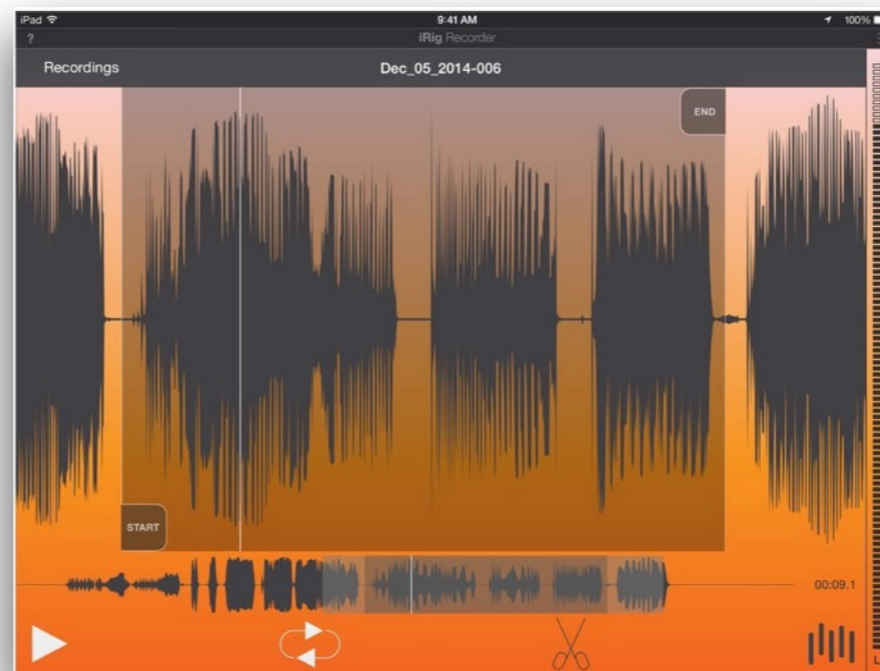 iPad 9:41 AM 100%
? iRig Recorder
Recordings Dec_05_2014-006
END
START
00:09.1
L